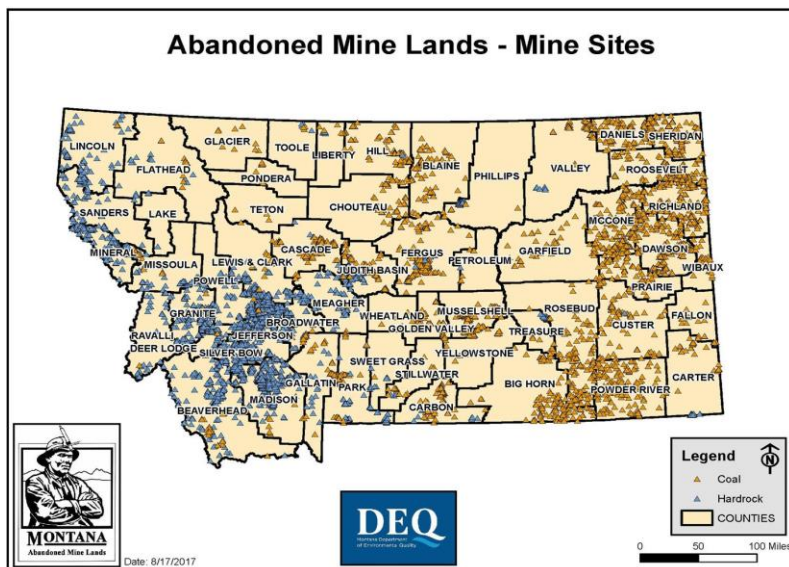 Abandoned Mine Lands - Mine Sites
LINCOLN
FLATHEAD
GLACIER
TOOLE
LIBERTY
HILL
BLAINE
PHILLIPS
VALLEY
DANIELS
SHERIDAN
ROOSEVELT
PONDERA
SANDERS
LAKE
TETON
CHOUTEAU
RICHLAND
MCCONE
MINERAL
MISSOULA
LEWIS & CLARK
CASCADE
JUDITH BASIN
FERGUS
PETROLEUM
GARFIELD
DAWSON
WIBAUX
PRAIRIE
POWELL
MEAGHER
GRANITE
BROADWATER
WHEATLAND
MUSSELSHELL
ROSEBUD
GOLDEN VALLEY
TREASURE
CUSTER
FALLON
RAVALLI
DEER LODGE
JEFFERSON
SILVER BOW
SWEET GRASS
YELLOWSTONE
STILLWATER
GALLATIN
PARK
BIG HORN
POWDER RIVER
CARTER
MADISON
BEAVERHEAD
CARBON
Legend
N
Coal
Hardrock
COUNTIES
MONTANA
Abandoned Mine Lands
Date: 8/17/2017
DEQ
Montana Department
of Environmental Quality
0 50 100 Miles